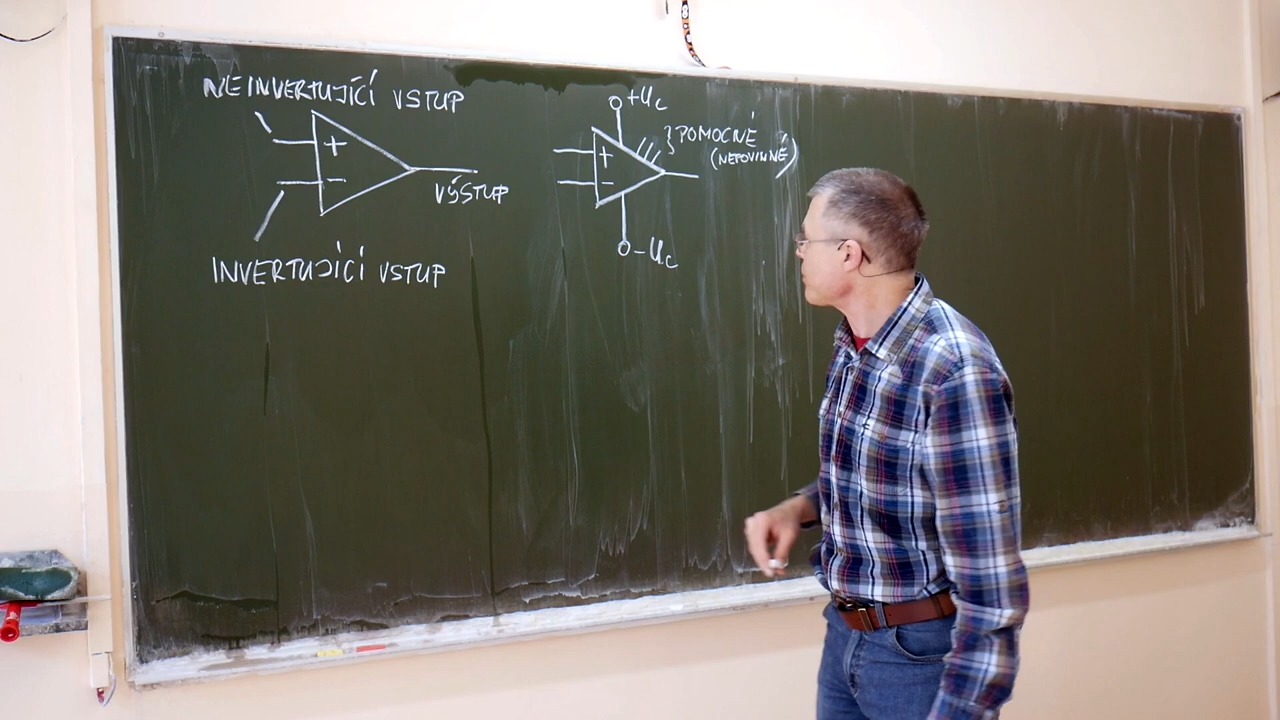 NEINVERTUJÍCÍ VSTUP
+
-
VÝSTUP
INVERTUJÍCÍ VSTUP
+Uc
+
-
}POMOCNÉ
(NEPOVINNÉ)
-Uc